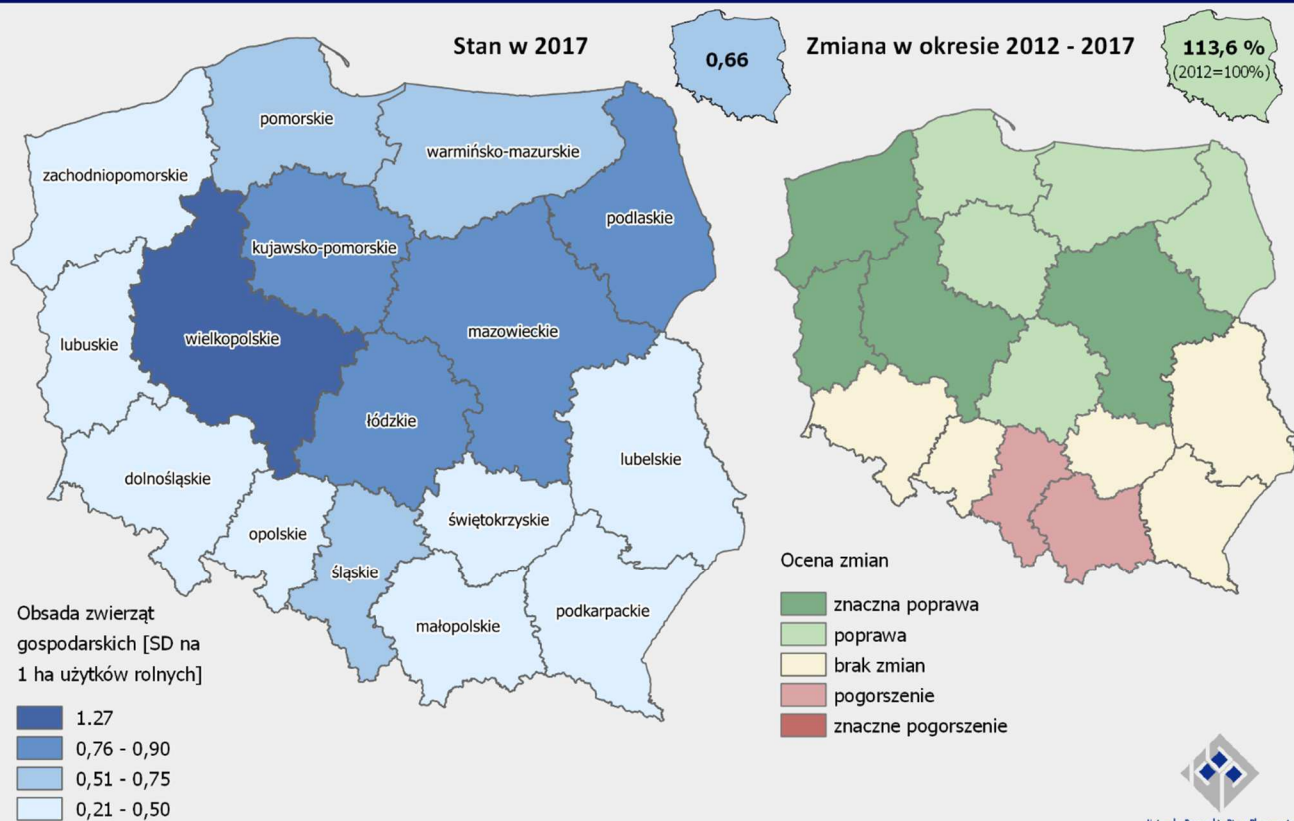 Stan w 2017
0,66
Zmiana w okresie 2012 - 2017
113,6 %
(2012=100%)
pomorskie
warmińsko-mazurskie
zachodniopomorskie
podlaskie
kujawsko-pomorskie
mazowieckie
wielkopolskie
lubuskie
łódzkie
lubelskie
dolnośląskie
świętokrzyskie
opolskie
śląskie
podkarpackie
małopolskie
Obsada zwierząt
gospodarskich [SD na
1 ha użytków rolnych]
1.27
0,76 - 0,90
0,51 - 0,75
0,21 - 0,50
Ocena zmian
znaczna poprawa
poprawa
brak zmian
pogorszenie
znaczne pogorszenie